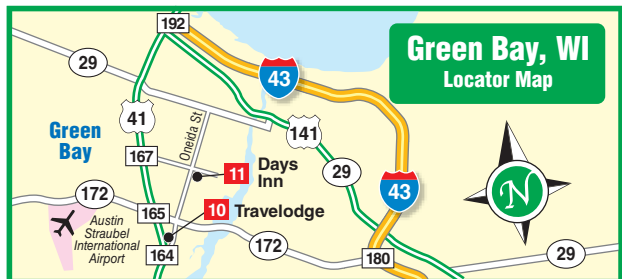 192
Green Bay, WI
Locator Map
29
43
41
Oneida St.
141
Green
Bay
167
11 Days
Inn
29
43
N
172
165
10 Travelodge
Austin
Straubel
International
Airport
164
172
180
29